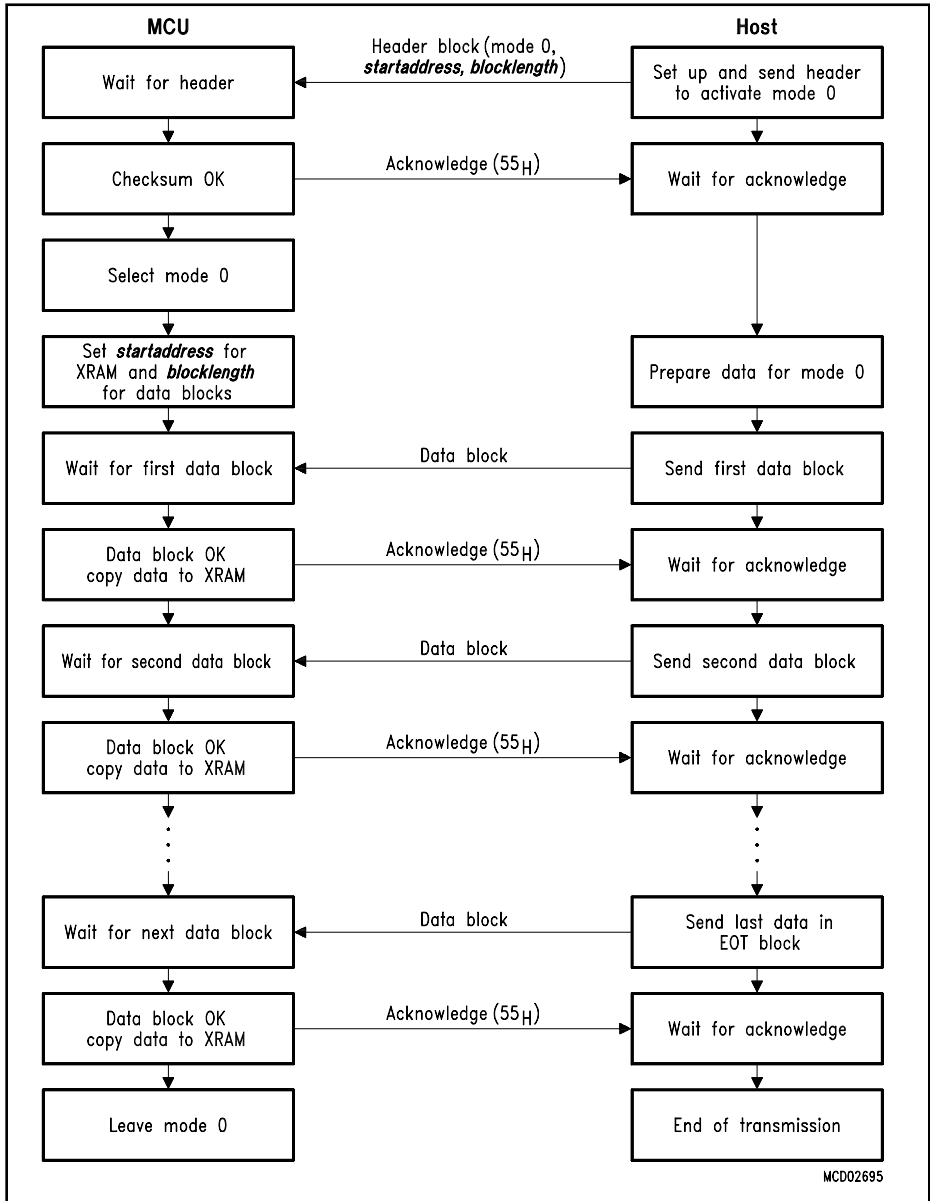 MCU
Host
Header block (mode 0,
startaddress, blocklength)
Wait for header
Set up and send header
to activate mode 0
Checksum OK
Acknowledge (55H)
Wait for acknowledge
Select mode 0
Set startaddress for
XRAM and blocklength
for data blocks
Prepare data for mode 0
Wait for first data block
Data block
Send first data block
Data block OK
copy data to XRAM
Acknowledge (55H)
Wait for acknowledge
Wait for second data block
Data block
Send second data block
Data block OK
copy data to XRAM
Acknowledge (55H)
Wait for acknowledge
Wait for next data block
Data block
Send last data in
EOT block
Data block OK
copy data to XRAM
Acknowledge (55H)
Wait for acknowledge
Leave mode 0
End of transmission
MCD02695